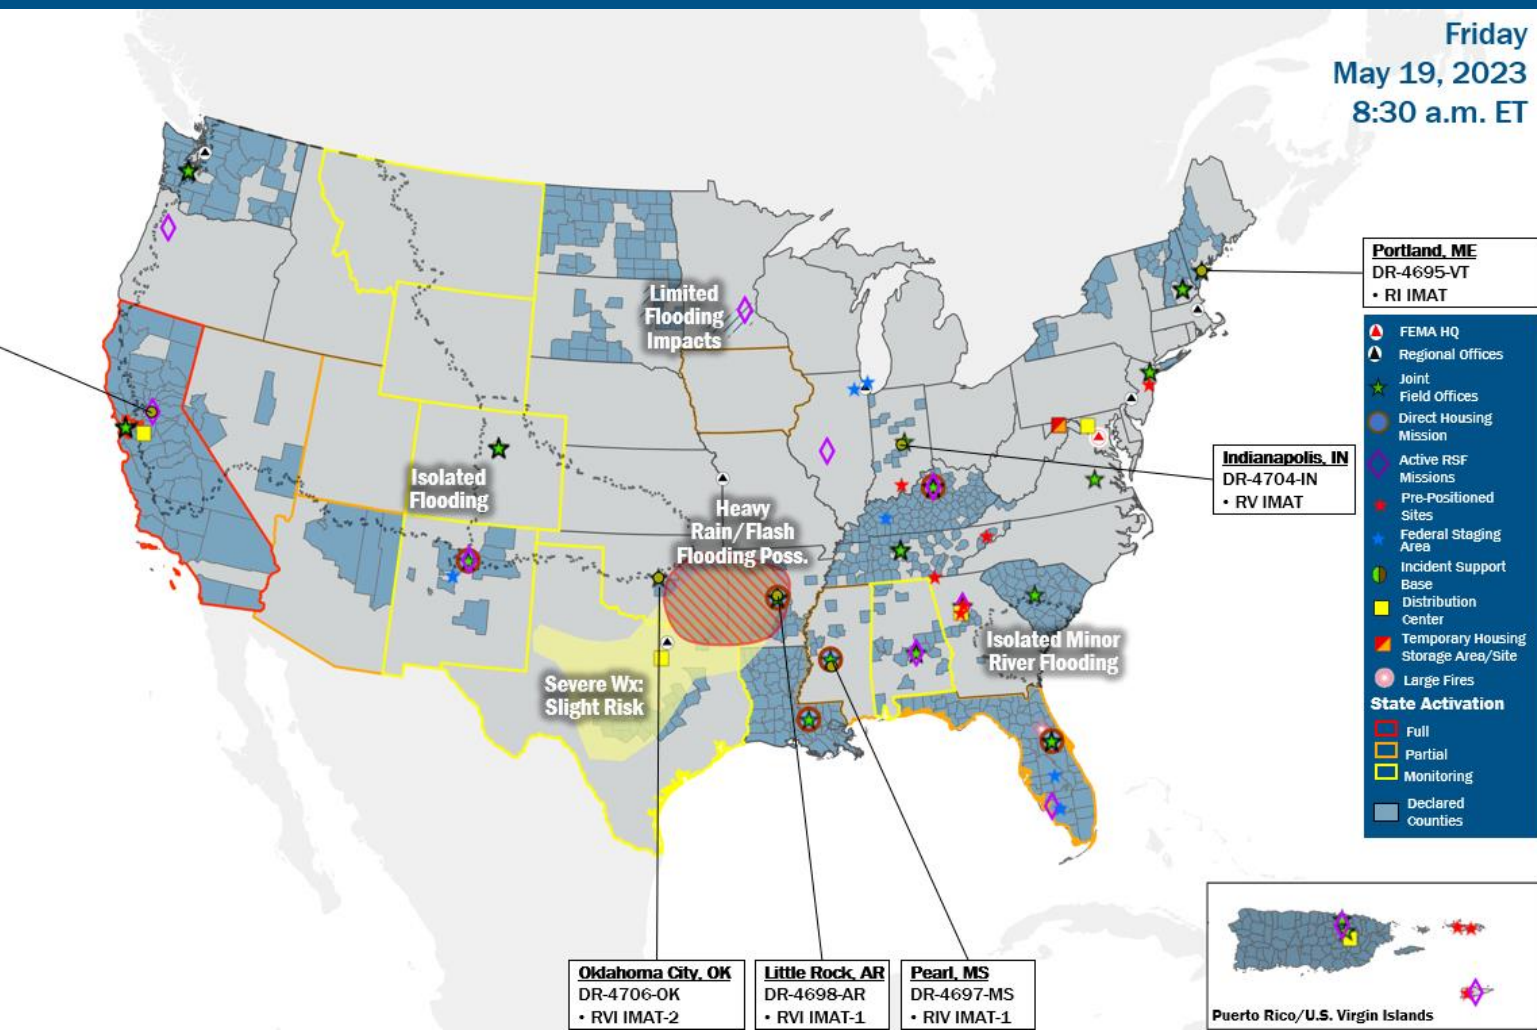 Friday
May 19, 2023
8:30 a.m. ET
Portland, ME
DR-4695-VT
• RI IMAT
Limited
Flooding
Impacts
FEMA HQ
Regional Offices
Joint
Field Offices
Direct Housing
Mission
Active RSF
Missions
Pre-Positioned
Sites
Federal Staging
Area
Incident Support
Base
Distribution
Center
Temporary Housing
Storage Area/Site
Large Fires
State Activation
Full
Partial
Monitoring
Declared
Counties
Indianapolis, IN
DR-4704-IN
• RV IMAT
Isolated
Flooding
Heavy
Rain/Flash
Flooding Poss.
Isolated Minor
River Flooding
Severe Wx:
Slight Risk
Oklahoma City, OK
DR-4706-OK
• RVI IMAT-2
Little Rock, AR
DR-4698-AR
• RVI IMAT-1
Pearl, MS
DR-4697-MS
• RIV IMAT-1
Puerto Rico/U.S. Virgin Islands